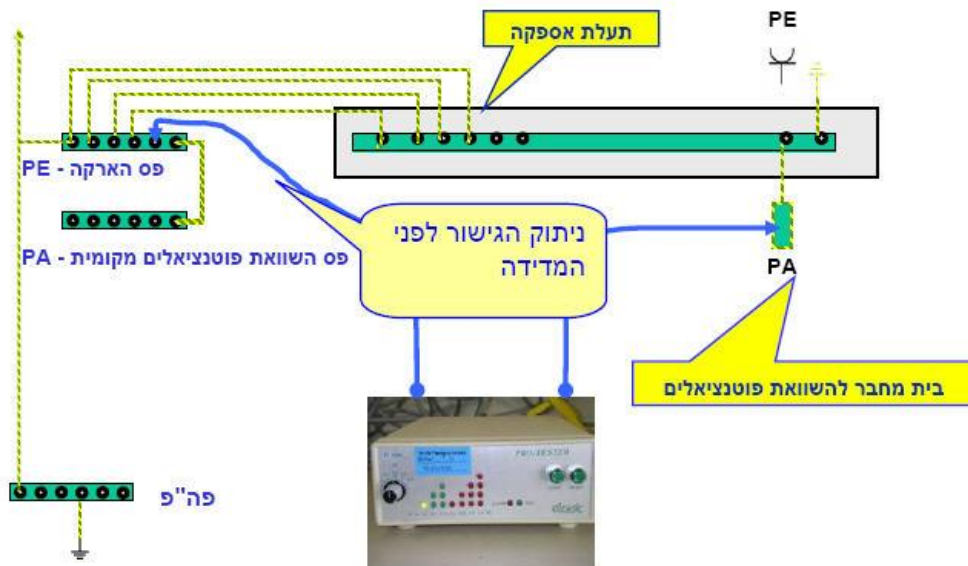 תעלת אספקה
PE
פס הארקה - PE
פס השוואת פוטנציאלים מקומית - PA
ניתוק הגישור לפני
המדידה
PA
בית מחבר להשוואת פוטנציאלים
פה"פ